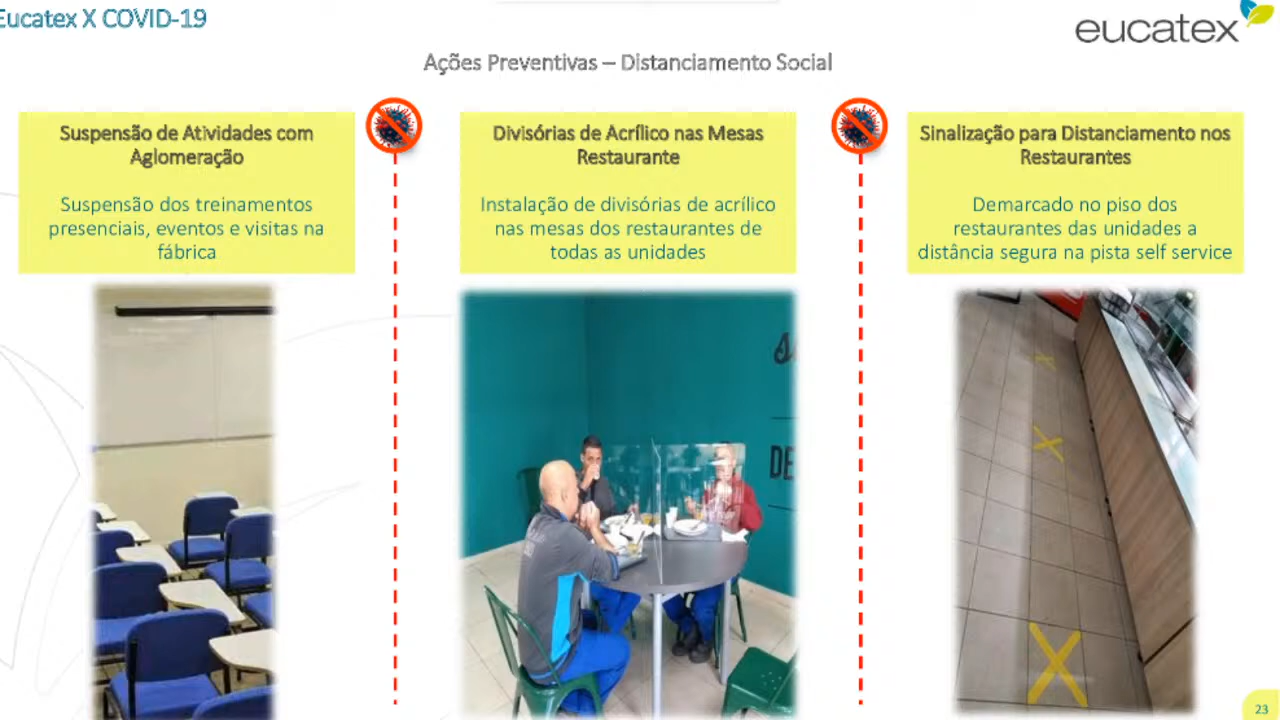 Eucatex X COVID-19
eucatex
Ações Preventivas – Distanciamento Social
Suspensão de Atividades com
Aglomeração
Suspensão dos treinamentos
presenciais, eventos e visitas na
fábrica
Divisórias de Acrílico nas Mesas
Restaurante
Instalação de divisórias de acrílico
nas mesas dos restaurantes de
todas as unidades
Sinalização para Distanciamento nos
Restaurantes
Demarcado no piso dos
restaurantes das unidades a
distância segura na pista self service
DE
23